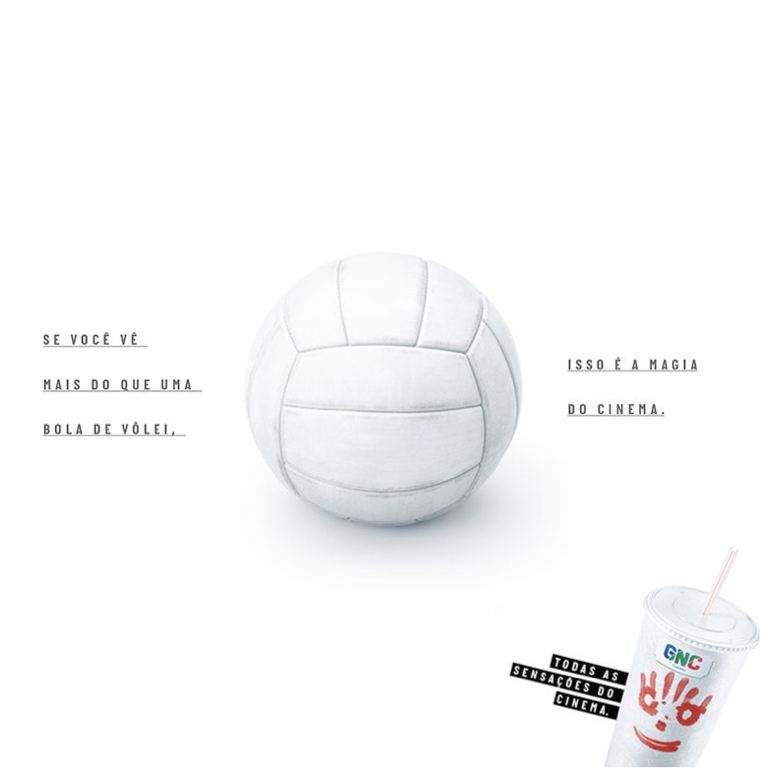 SE VOCÊ VÊ
MAIS DO QUE UMA
BOLA DE VÔLEI,
ISSO É A MAGIA
DO CINEMA.
TODAS AS
SENSAÇÕES DO
CINEMA.
GNC